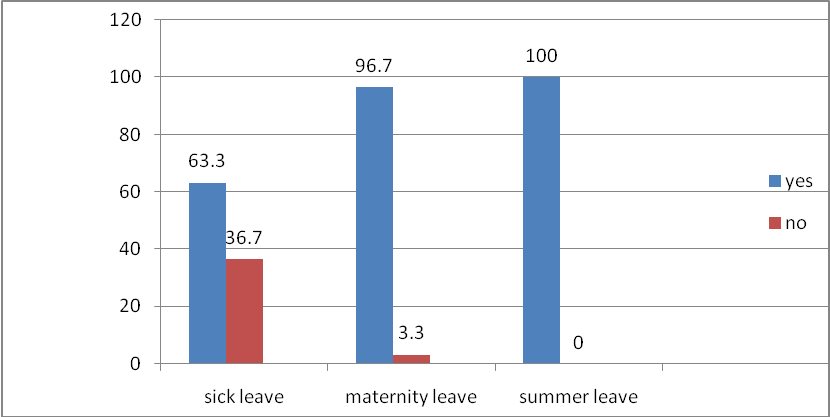 120
100
80
60
40
20
0
63.3
36.7
96.7
3.3
100
0
sick leave
maternity leave
summer leave
yes
no